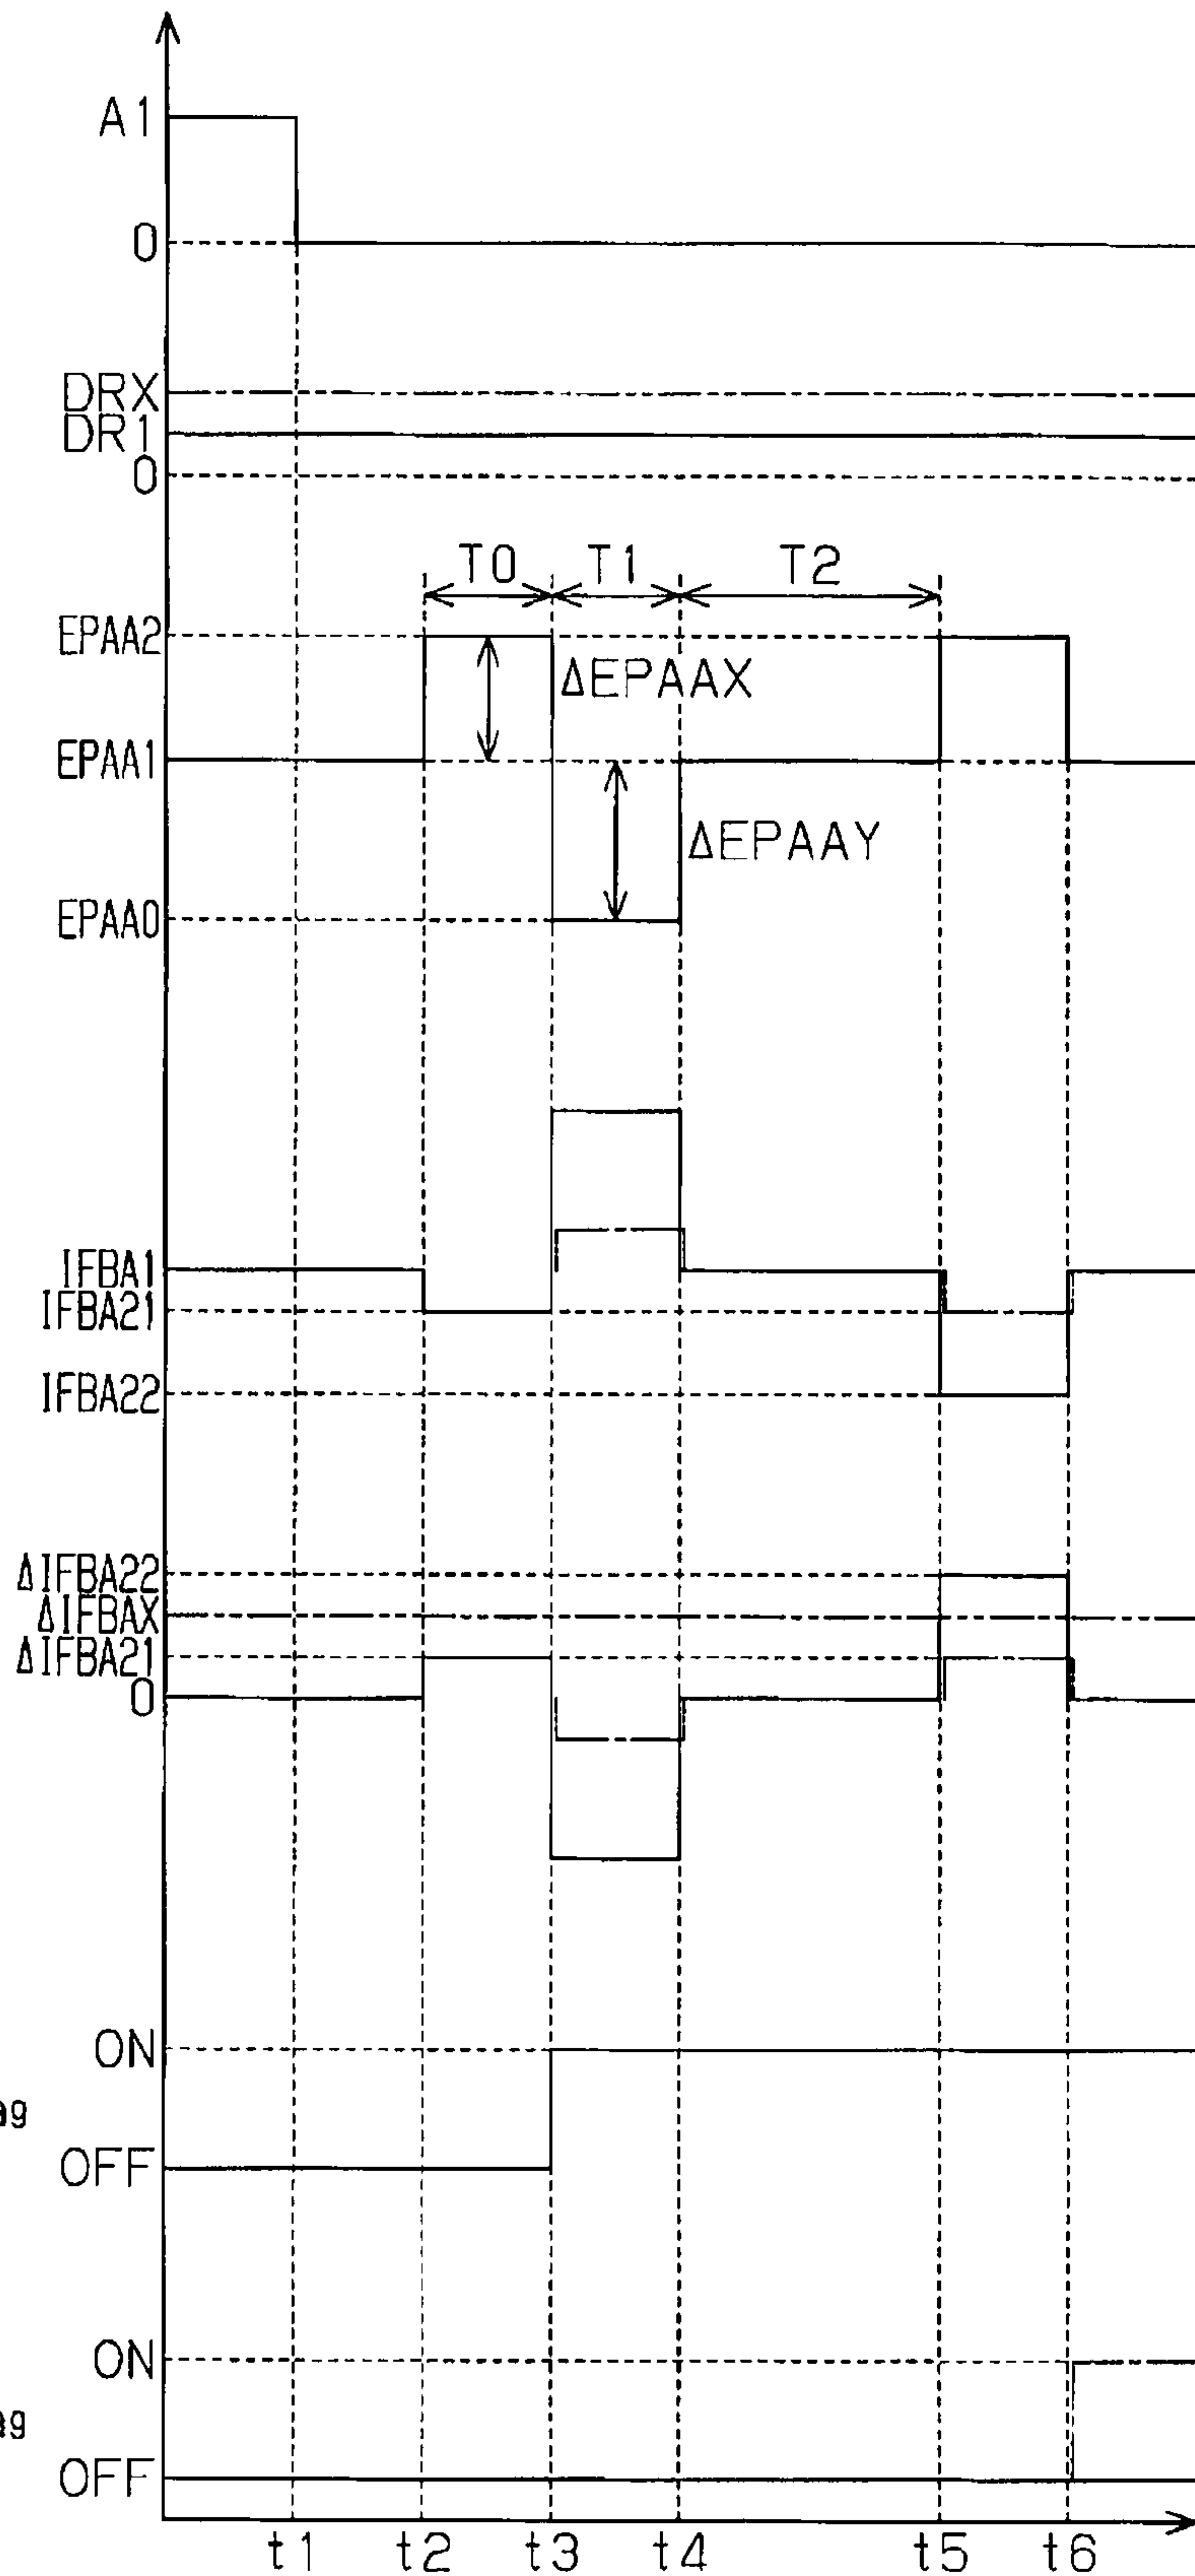 A1
0
DRX
DR1
0
T0 T1 T2
EPAA2
ΔEPAAX
EPAA1
ΔEPAAY
EPAA0
IFBA1
IFBA21
IFBA22
ΔIFBA22
ΔIFBAX
ΔIFBA21
0
ON
OFF
ON
OFF
t1 t2 t3 t4 t5 t6